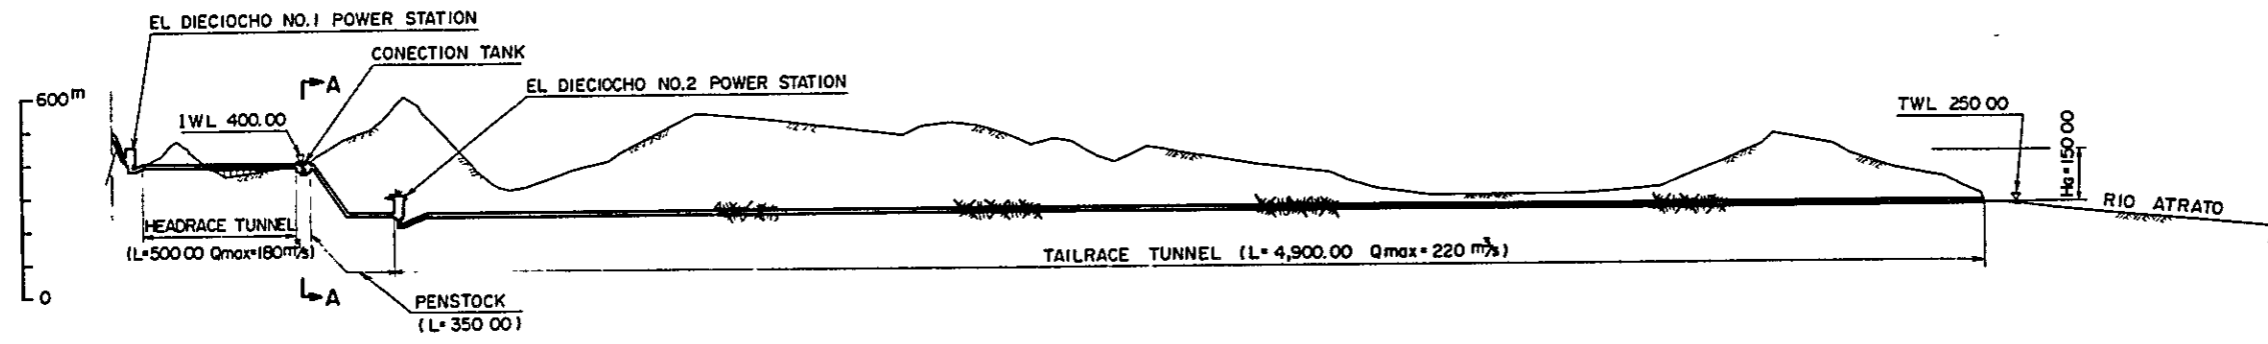 EL DIECIOCHO NO.1 POWER STATION
CONECTION TANK
A
EL DIECIOCHO NO.2 POWER STATION
600m
IWL 400.00
TWL 250 00
Ha=150 00
RIO ATRATO
HEADRACE TUNNEL
(L=500 00 Qmax=180m³/s)
TAILRACE TUNNEL (L= 4,900.00 Qmax= 220 m³/s)
0
A
PENSTOCK
(L=350 00)